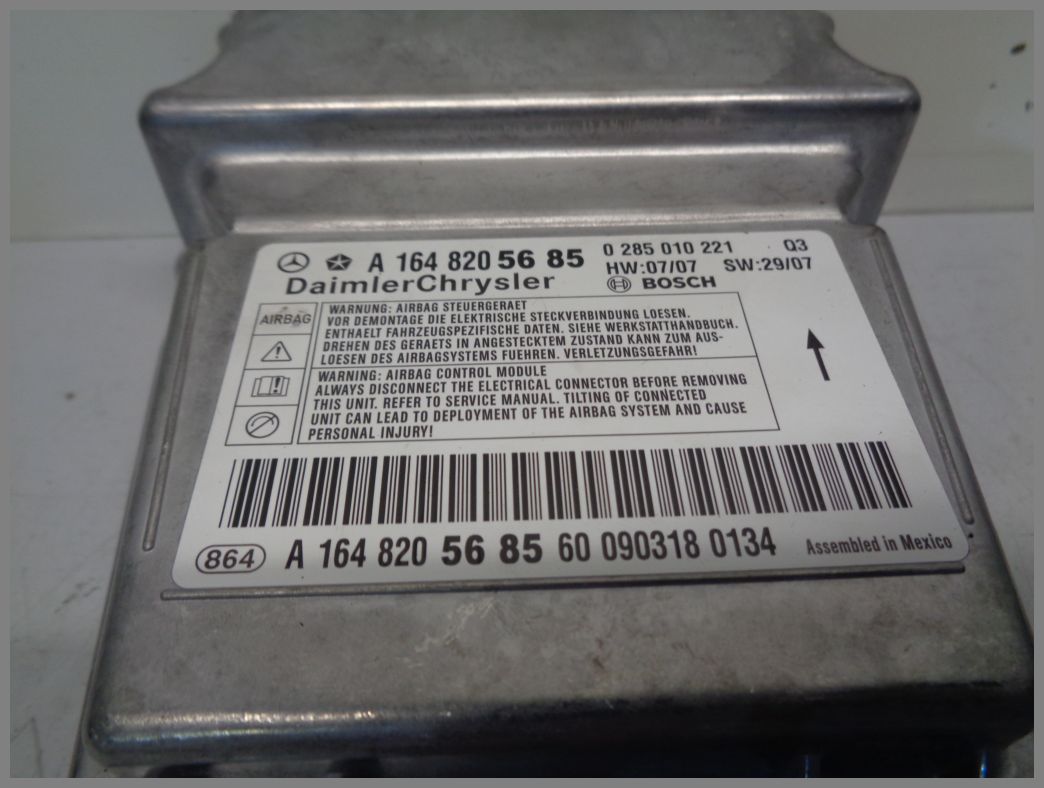 A 164 820 56 85
0 285 010 221 Q3
DaimlerChrysler
HW:07/07 SW:29/07
BOSCH
AIRBAG
WARNUNG: AIRBAG STEUERGERAET
VOR DEMONTAGE DIE ELEKTRISCHE STECKVERBINDUNG LOESEN.
ENTHAELT FAHRZEUGSPEZIFISCHE DATEN. SIEHE WERKSTATTHANDBUCH.
DREHEN DES GERAETS IN ANGESTECKTEM ZUSTAND KANN ZUM AUS-
LOESEN DES AIRBAGSYSTEMS FUEHREN. VERLETZUNGSGEFAHR!
WARNING: AIRBAG CONTROL MODULE
ALWAYS DISCONNECT THE ELECTRICAL CONNECTOR BEFORE REMOVING
THIS UNIT. REFER TO SERVICE MANUAL. TILTING OF CONNECTED
UNIT CAN LEAD TO DEPLOYMENT OF THE AIRBAG SYSTEM AND CAUSE
PERSONAL INJURY!
864 A 164 820 56 85 60 090318 0134 Assembled in Mexico